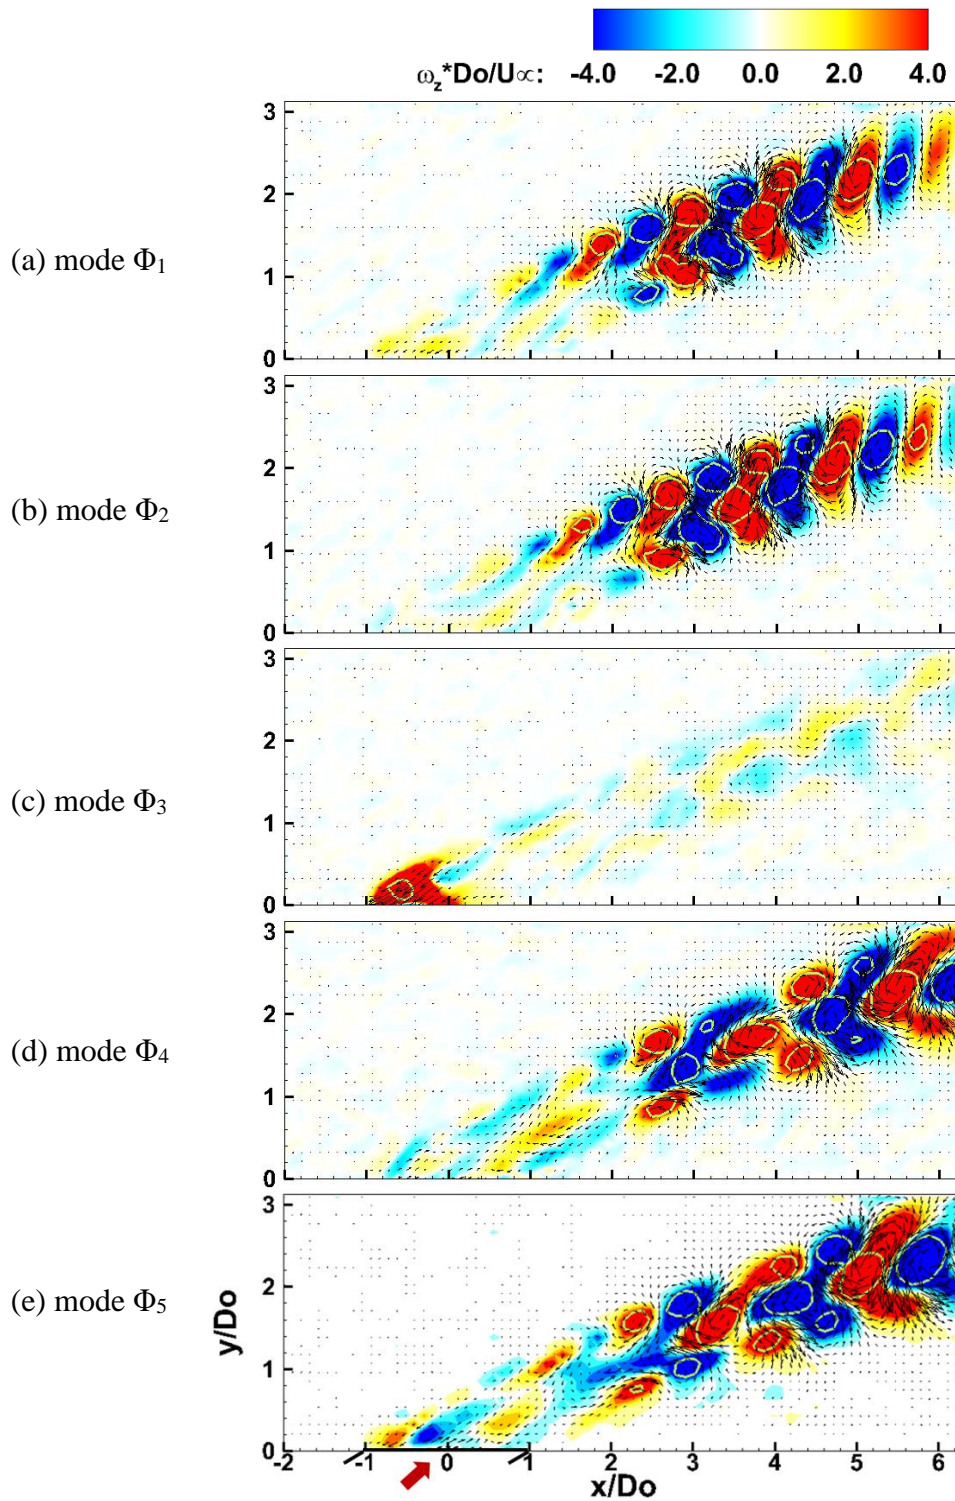 ωz*Do/U∝: -4.0 -2.0 0.0 2.0 4.0
3
2
(a) mode Φ1
1
0
3
2
(b) mode Φ2
1
0
3
2
(c) mode Φ3
1
0
3
2
(d) mode Φ4
1
0
3
2
(e) mode Φ5
y/Do
1
0
-2 -1 0 1 2 3 4 5 6
x/Do